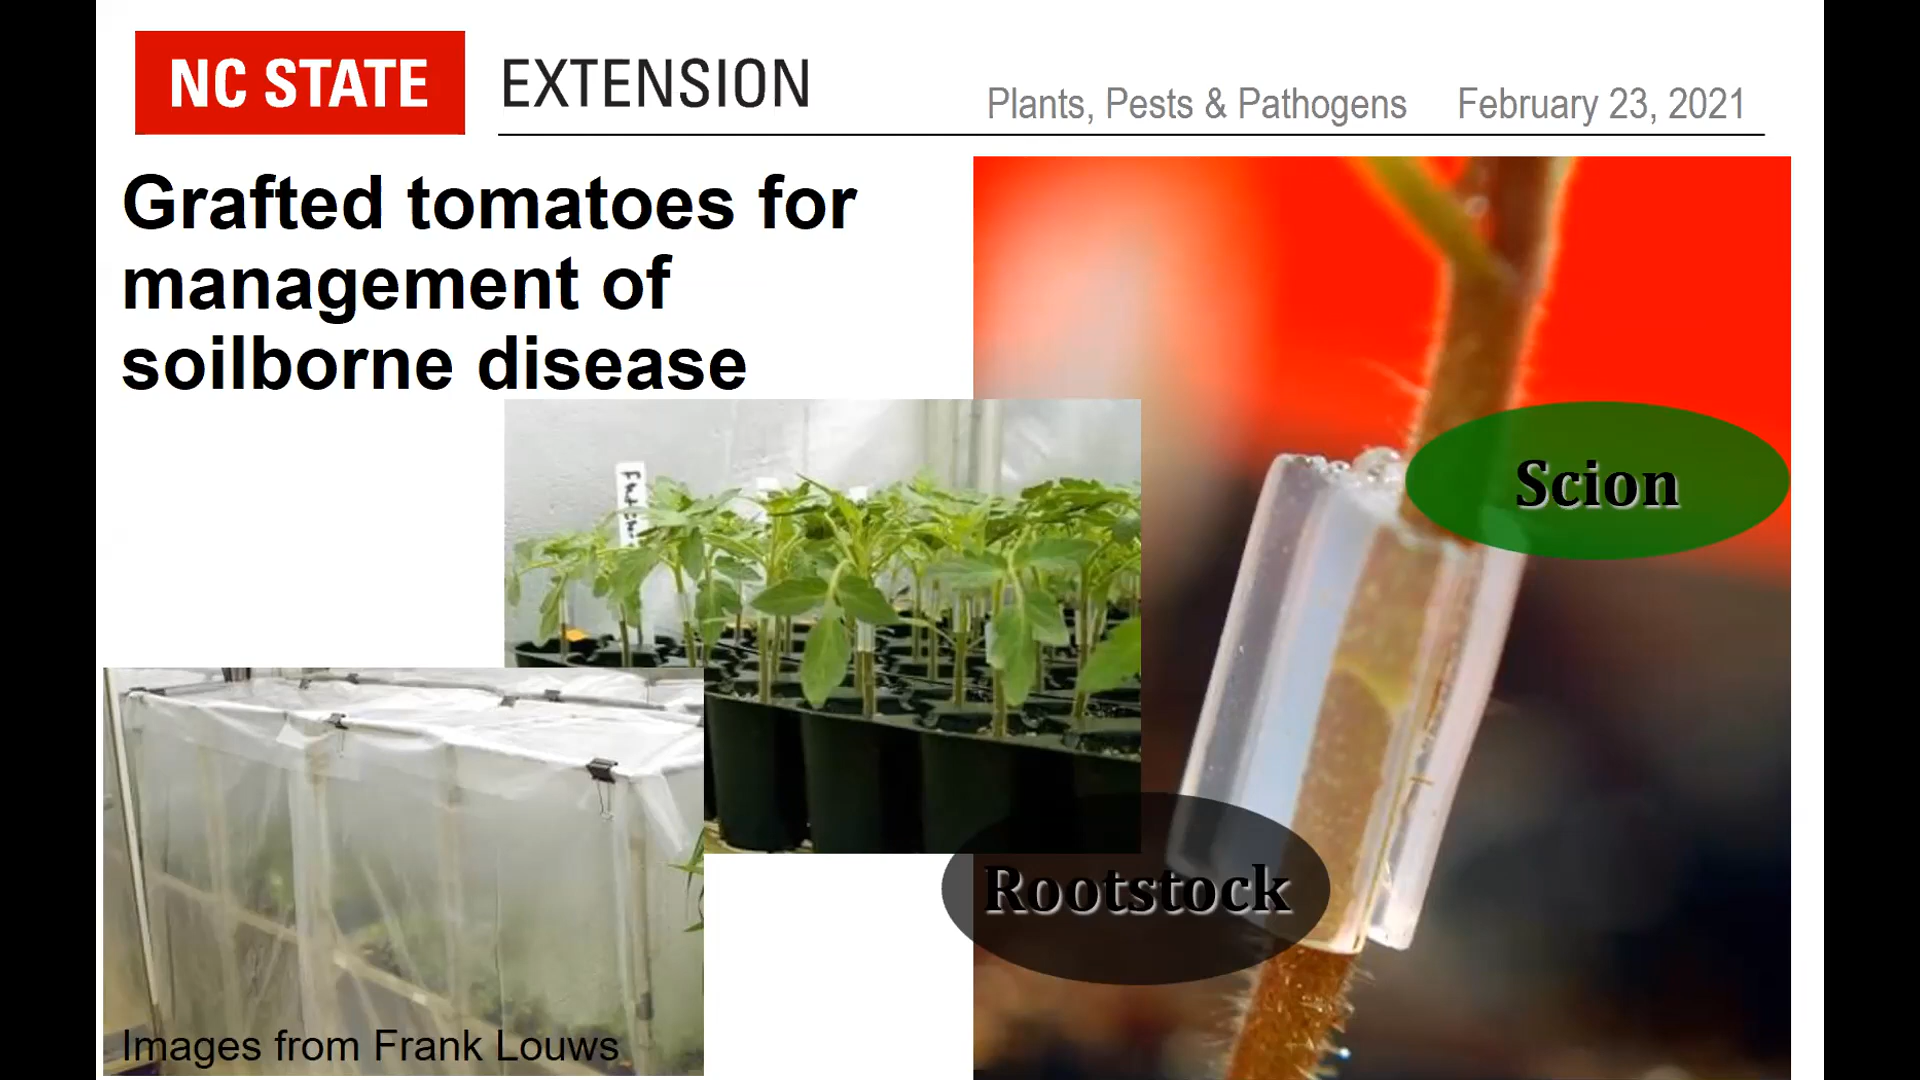 NC STATE EXTENSION
Plants, Pests & Pathogens February 23, 2021
Grafted tomatoes for
management of
soilborne disease
Scion
Rootstock
Images from Frank Louws